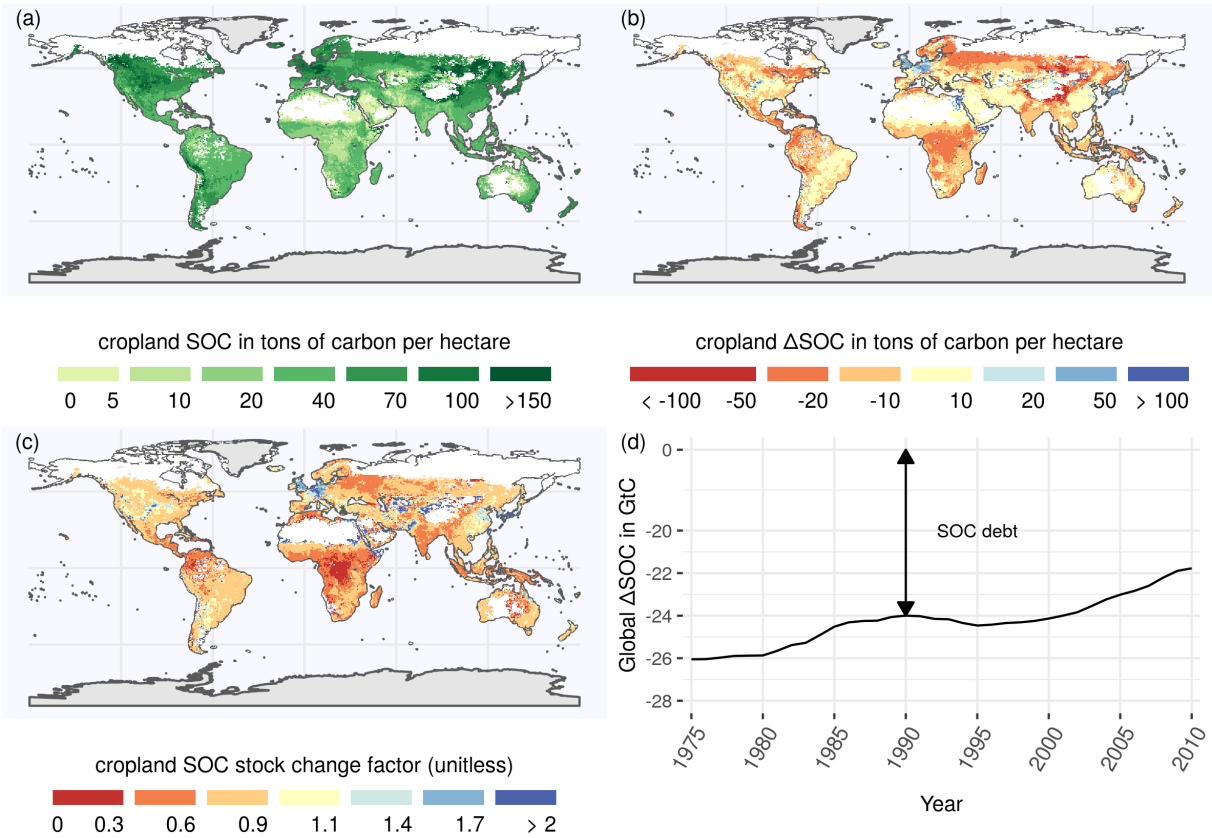 (a)
(b)
cropland SOC in tons of carbon per hectare
0 5 10 20 40 70 100 >150
cropland ΔSOC in tons of carbon per hectare
< -100 -50 -20 -10 10 20 50 > 100
(c)
cropland SOC stock change factor (unitless)
0 0.3 0.6 0.9 1.1 1.4 1.7 > 2
(d)
Global ΔSOC in GtC
0
-20
-22
-24
-26
-28
SOC debt
1975 1980 1985 1990 1995 2000 2005 2010
Year